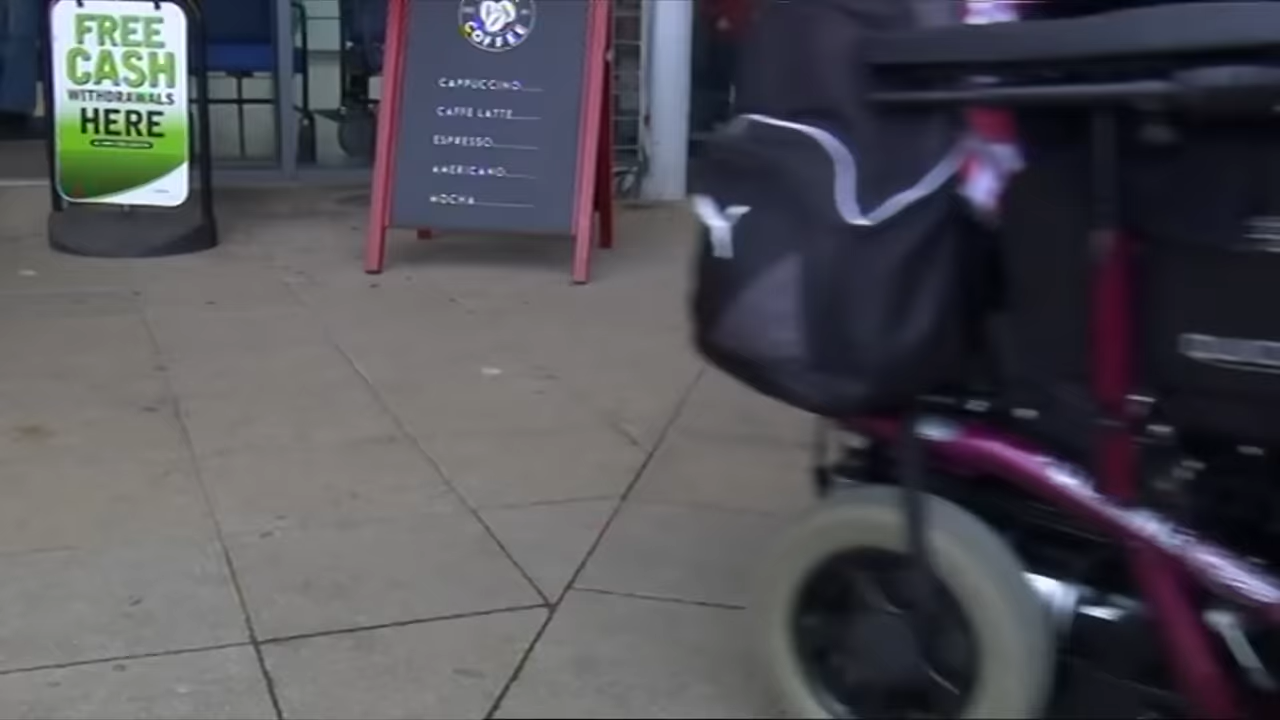 FREE
CASH
WITHDRAWALS
HERE
COFFEE
CAPPUCCINO
CAFFE LATTE
ESPRESSO
AMERICANO
MOCHA